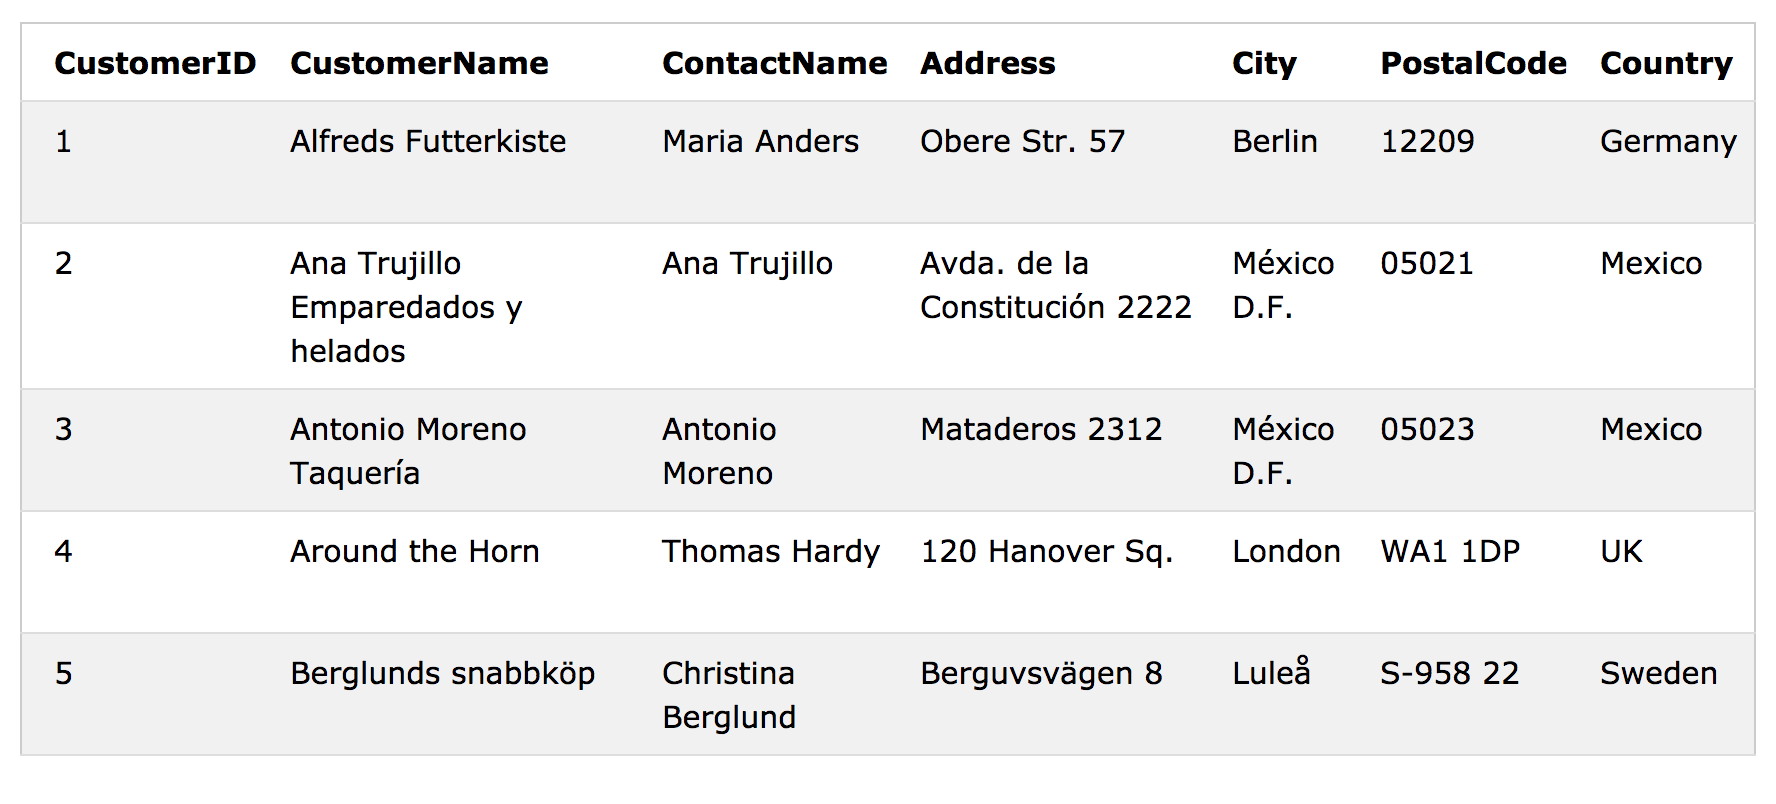 CustomerID CustomerName ContactName Address City PostalCode Country
1 Alfreds Futterkiste Maria Anders Obere Str. 57 Berlin 12209 Germany
2 Ana Trujillo Ana Trujillo Avda. de la México 05021 Mexico
Emparedados y Constitución 2222 D.F.
helados
3 Antonio Moreno Antonio Mataderos 2312 México 05023 Mexico
Taquería Moreno D.F.
4 Around the Horn Thomas Hardy 120 Hanover Sq. London WA1 1DP UK
5 Berglunds snabbköp Christina Berguvsvägen 8 Luleå S-958 22 Sweden
Berglund